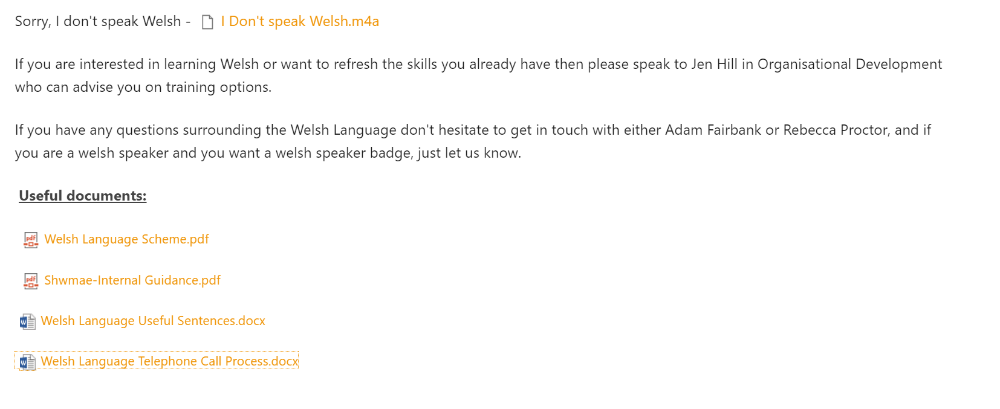 Sorry, I don't speak Welsh - I Don't speak Welsh.m4a
If you are interested in learning Welsh or want to refresh the skills you already have then please speak to Jen Hill in Organisational Development
who can advise you on training options.
If you have any questions surrounding the Welsh Language don't hesitate to get in touch with either Adam Fairbank or Rebecca Proctor, and if
you are a welsh speaker and you want a welsh speaker badge, just let us know.
Useful documents:
pdf Welsh Language Scheme.pdf
pdf Shwmae-Internal Guidance.pdf
W Welsh Language Useful Sentences.docx
W Welsh Language Telephone Call Process.docx